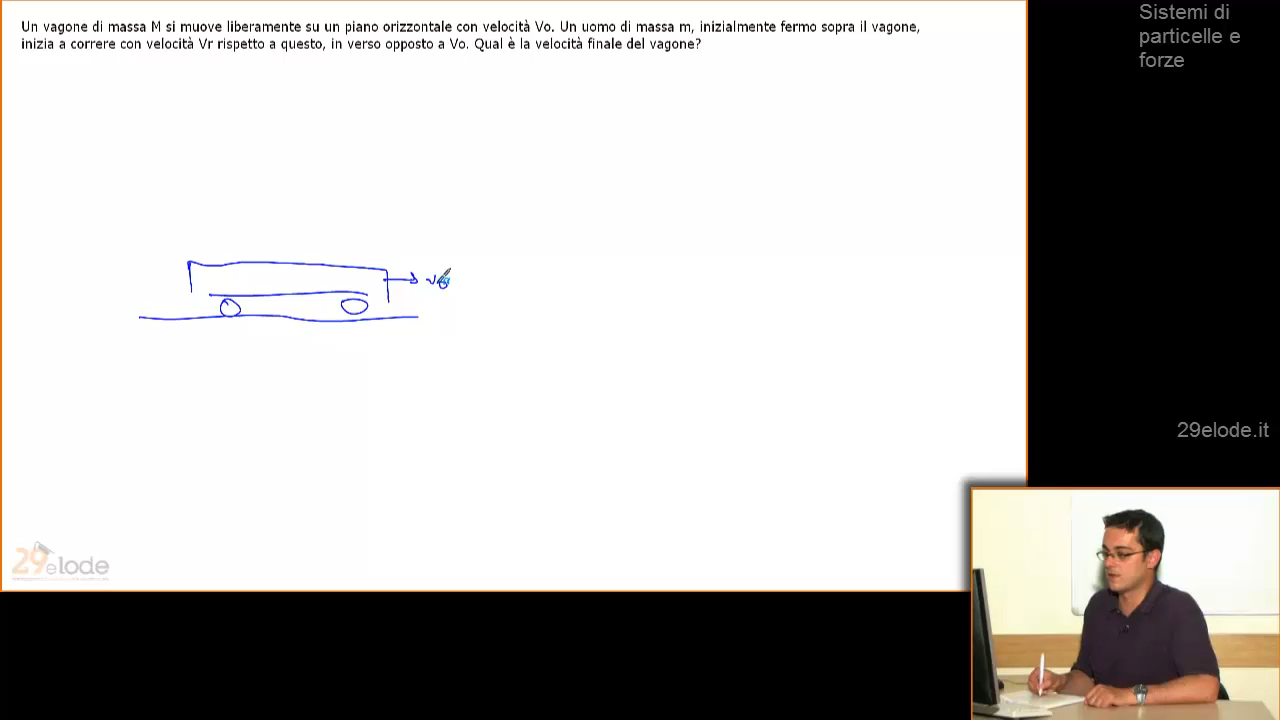 Un vagone di massa M si muove liberamente su un piano orizzontale con velocità Vo. Un uomo di massa m, inizialmente fermo sopra il vagone,
inizia a correre con velocità Vr rispetto a questo, in verso opposto a Vo. Qual è la velocità finale del vagone?
Sistemi di
particelle e
forze
29elode.it
29elode